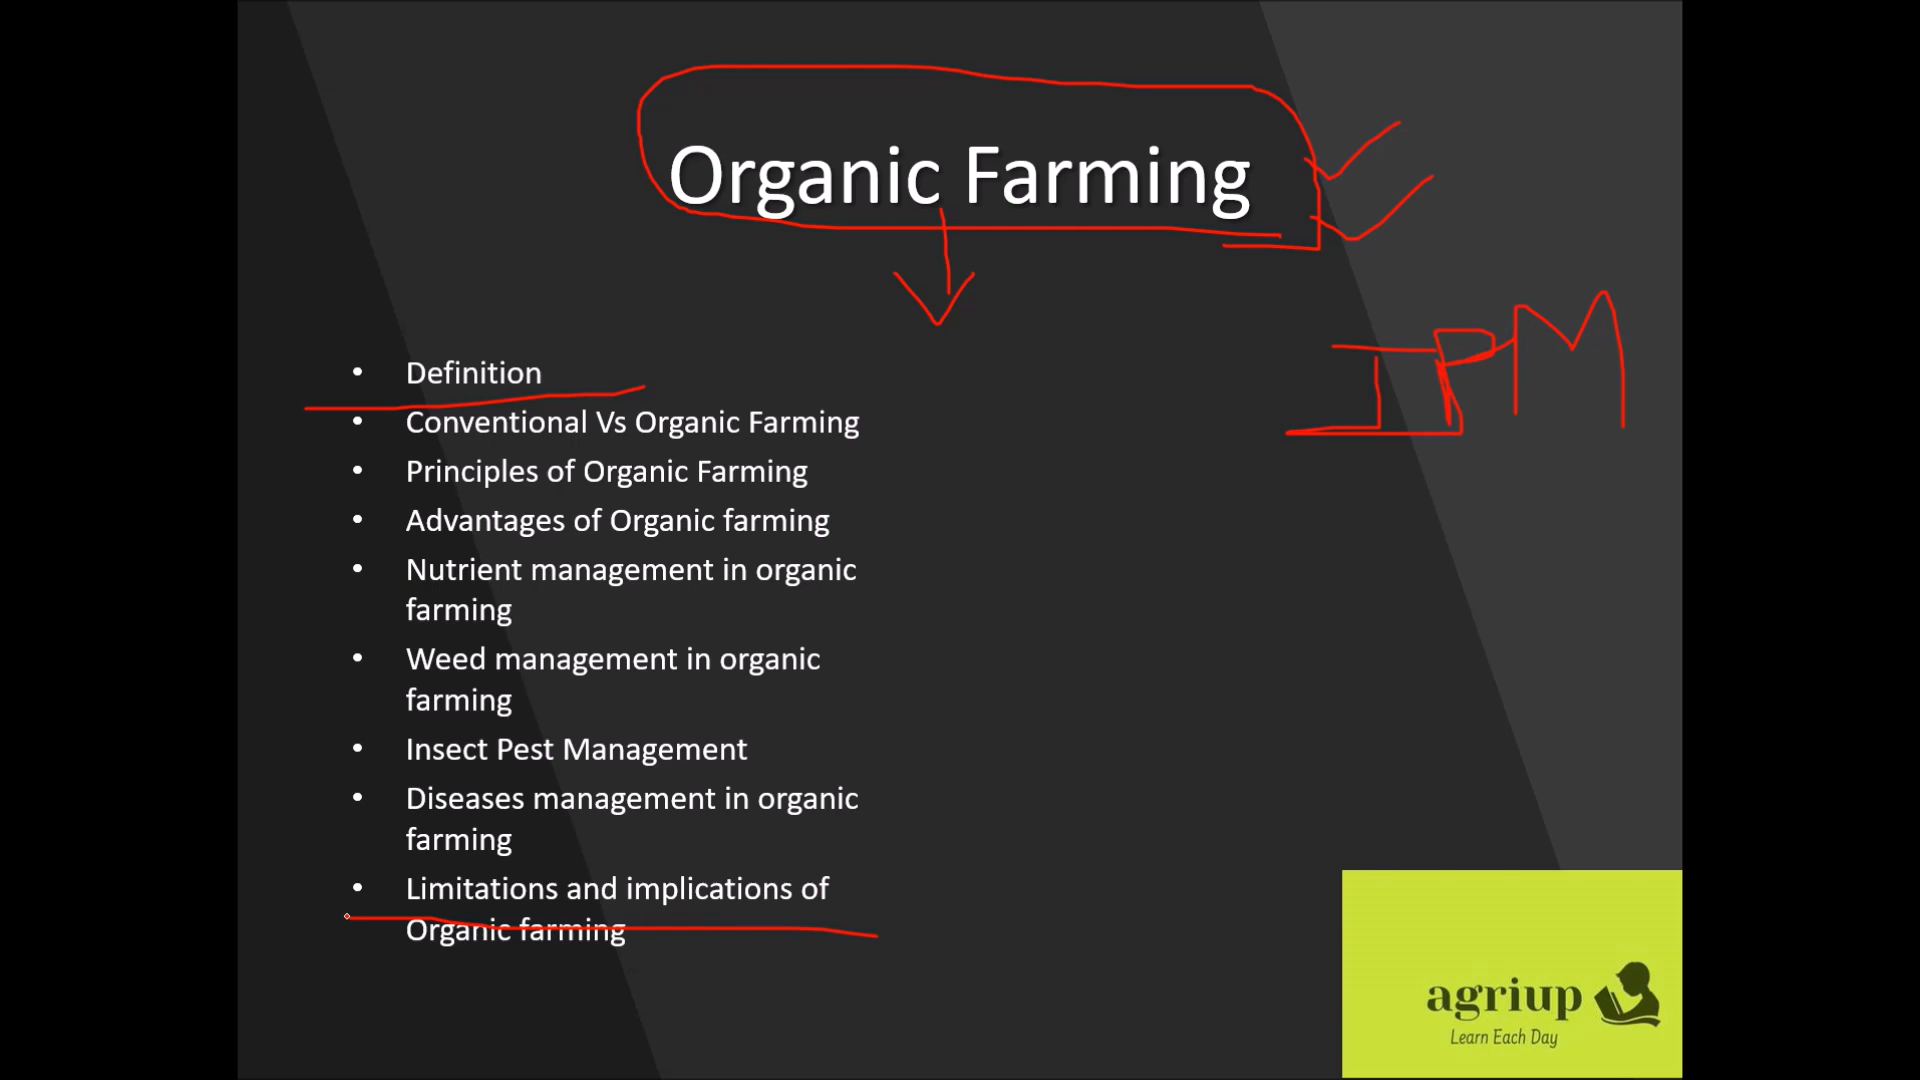 Organic Farming
IPM
• Definition
• Conventional Vs Organic Farming
• Principles of Organic Farming
• Advantages of Organic farming
• Nutrient management in organic
farming
• Weed management in organic
farming
• Insect Pest Management
• Diseases management in organic
farming
• Limitations and implications of
Organic farming
agriup
Learn Each Day